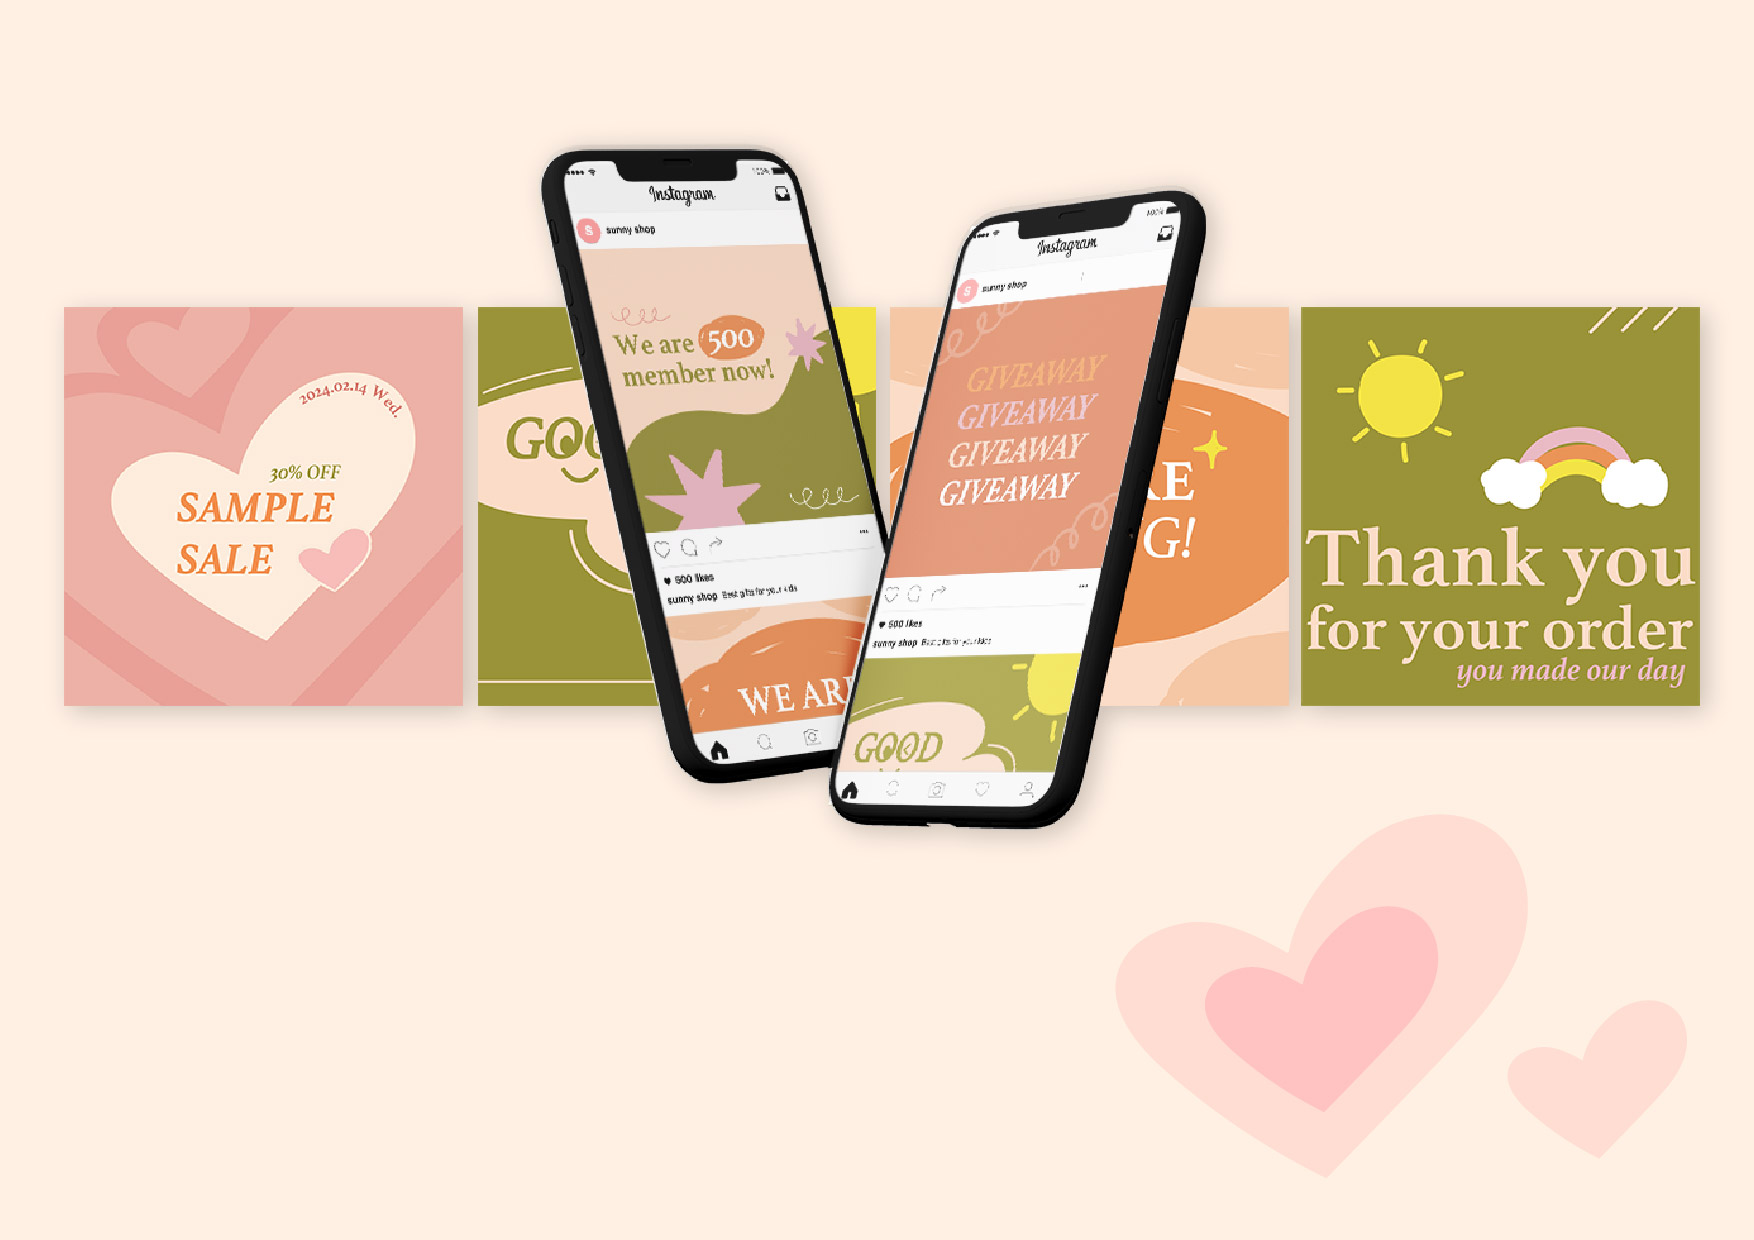 2024.02.14 Wed.
30% OFF
SAMPLE
SALE
GOO
Instagram
S
sunny shop
We are 500
member now!
500 likes
sunny shop
WE ARE
100%
Instagram
S
sunny shop
GIVEAWAY
GIVEAWAY
GIVEAWAY
GIVEAWAY
500 likes
sunny shop
GOOD
RE
G!
Thank you
for your order
you made our day